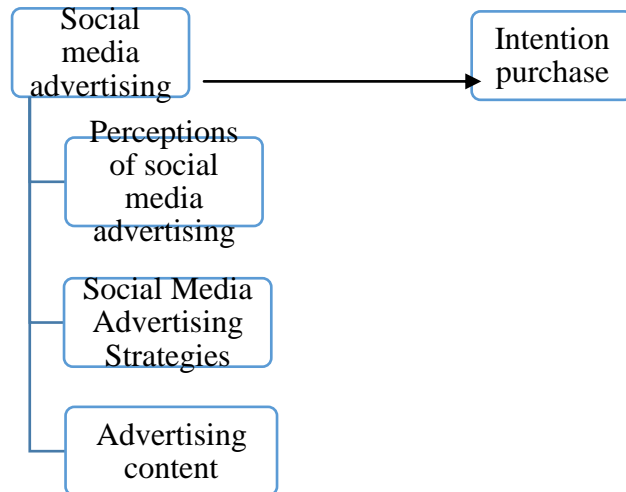 Social
media
advertising
Intention
purchase
Perceptions
of social
media
advertising
Social Media
Advertising
Strategies
Advertising
content